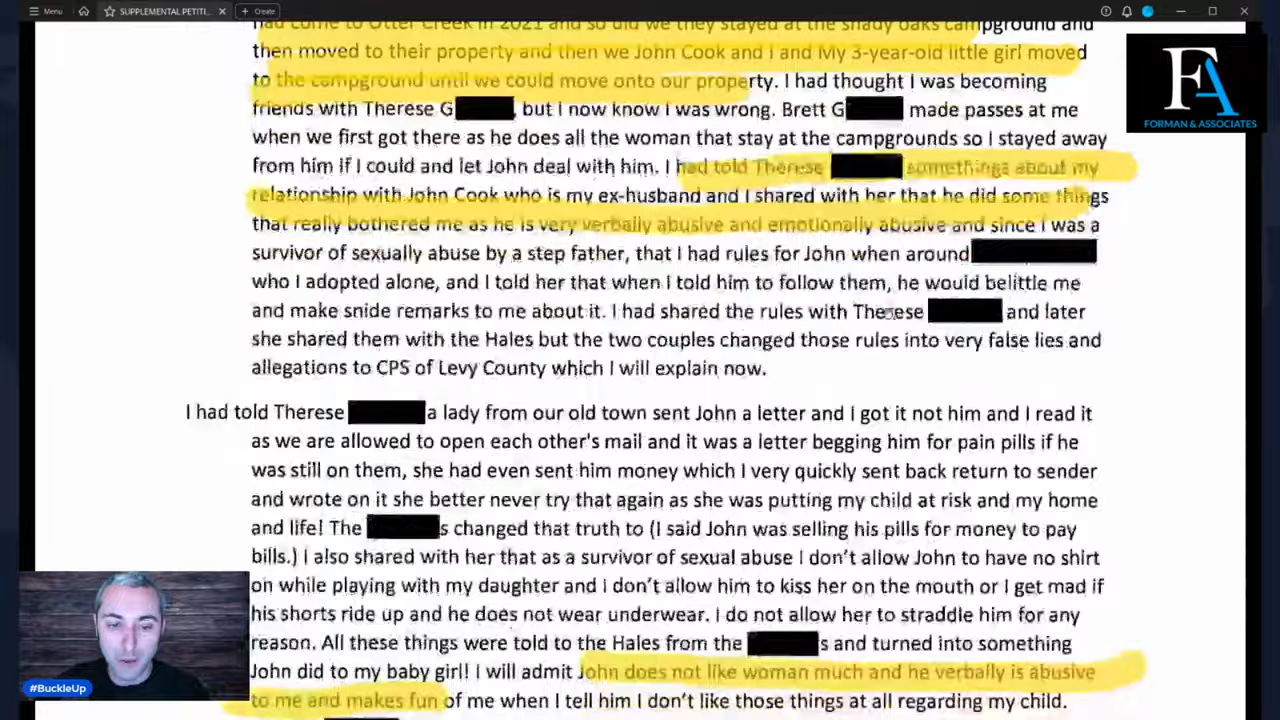 Menu
SUPPLEMENTAL PETITI...
Create
had come to Otter Creek in 2021 and so did we they stayed at the shady oaks campground and
then moved to their property and then we John Cook and I and My 3-year-old little girl moved
to the campground until we could move onto our property. I had thought I was becoming
friends with Therese G , but I now know I was wrong. Brett G made passes at me
when we first got there as he does all the woman that stay at the campgrounds so I stayed away
from him if I could and let John deal with him. I had told Therese somethings about my
relationship with John Cook who is my ex-husband and I shared with her that he did some things
that really bothered me as he is very verbally abusive and emotionally abusive and since I was a
survivor of sexually abuse by a step father, that I had rules for John when around
who I adopted alone, and I told her that when I told him to follow them, he would belittle me
and make snide remarks to me about it. I had shared the rules with Therese and later
she shared them with the Hales but the two couples changed those rules into very false lies and
allegations to CPS of Levy County which I will explain now.
I had told Therese a lady from our old town sent John a letter and I got it not him and I read it
as we are allowed to open each other's mail and it was a letter begging him for pain pills if he
was still on them, she had even sent him money which I very quickly sent back return to sender
and wrote on it she better never try that again as she was putting my child at risk and my home
and life! The s changed that truth to (I said John was selling his pills for money to pay
bills.) I also shared with her that as a survivor of sexual abuse I don't allow John to have no shirt
on while playing with my daughter and I don't allow him to kiss her on the mouth or I get mad if
his shorts ride up and he does not wear underwear. I do not allow her to straddle him for any
reason. All these things were told to the Hales from the s and turned into something
John did to my baby girl! I will admit John does not like woman much and he verbally is abusive
to me and makes fun of me when I tell him I don't like those things at all regarding my child.
FA
FORMAN & ASSOCIATES
#BuckleUp